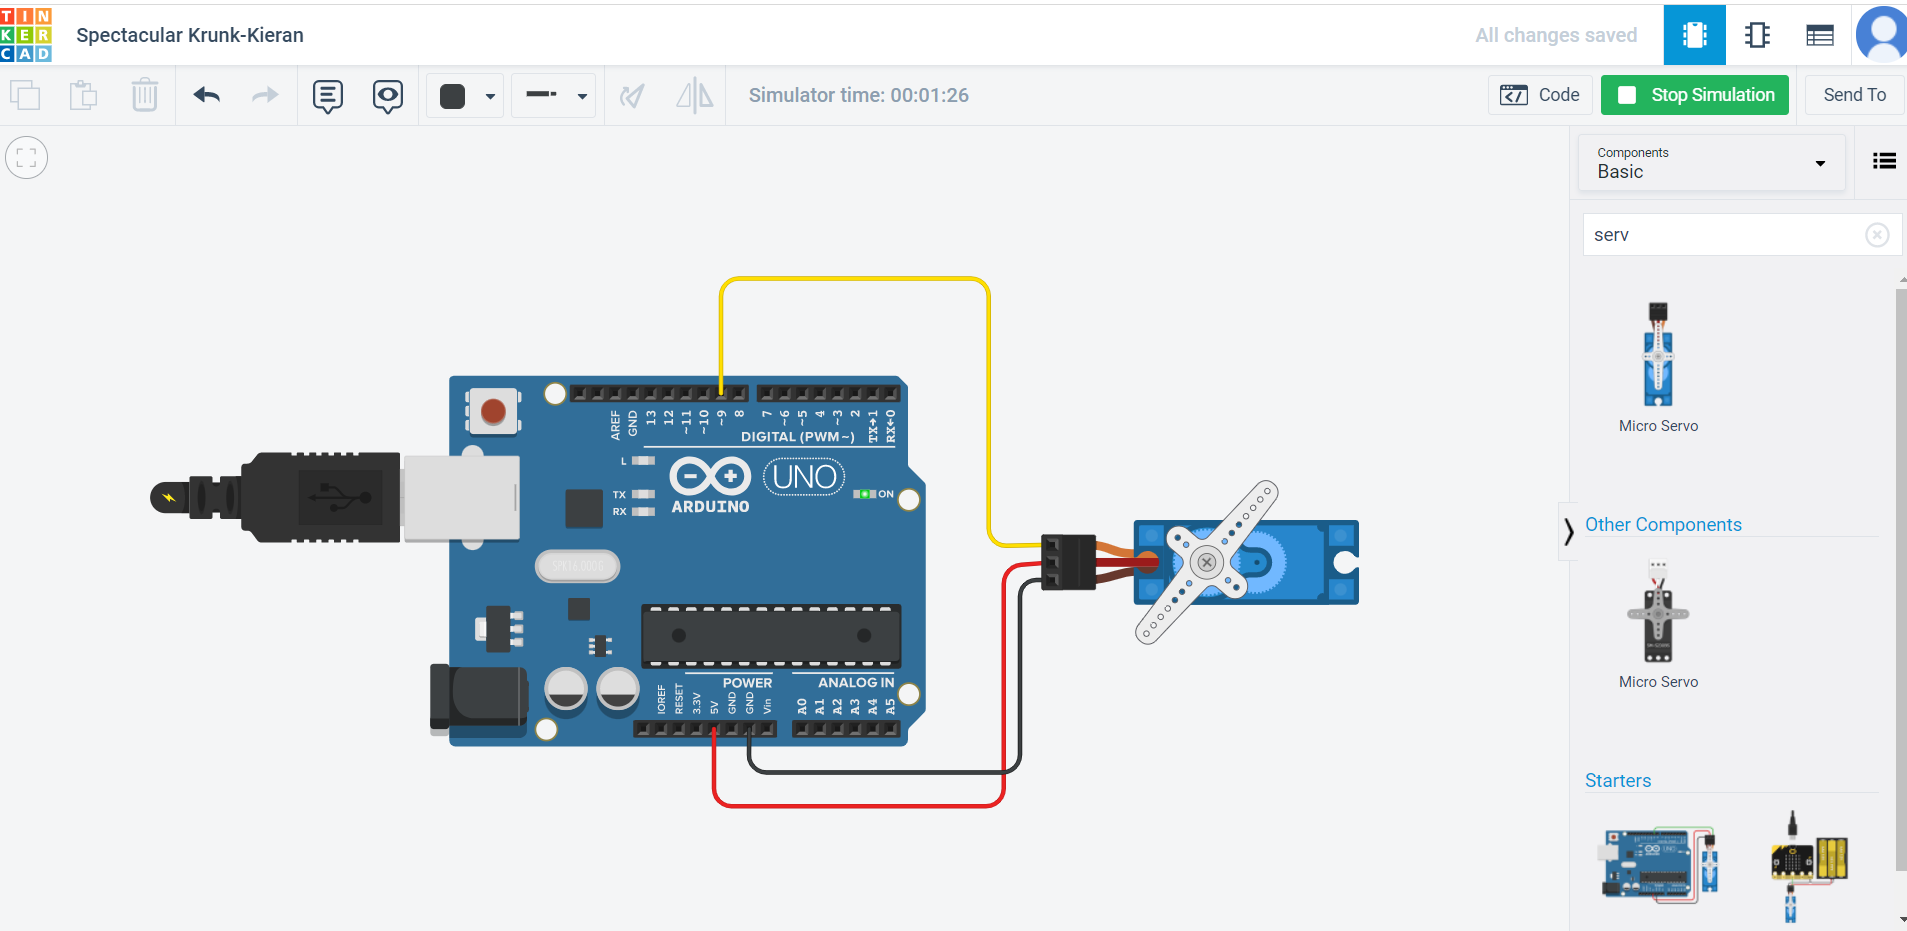 TIN
KER
CAD
Spectacular Krunk-Kieran
All changes saved
Simulator time: 00:01:26
Code
Stop Simulation
Send To
Components
Basic
serv
Micro Servo
Other Components
Micro Servo
Starters
AREF
GND
13
12
~11
~10
~9
8
7
~6
~5
4
~3
2
TX→1
RX←0
DIGITAL (PWM~)
L
TX
RX
ARDUINO
UNO
ON
POWER
ANALOG IN
IOREF
RESET
3.3V
5V
GND
GND
Vin
A0
A1
A2
A3
A4
A5